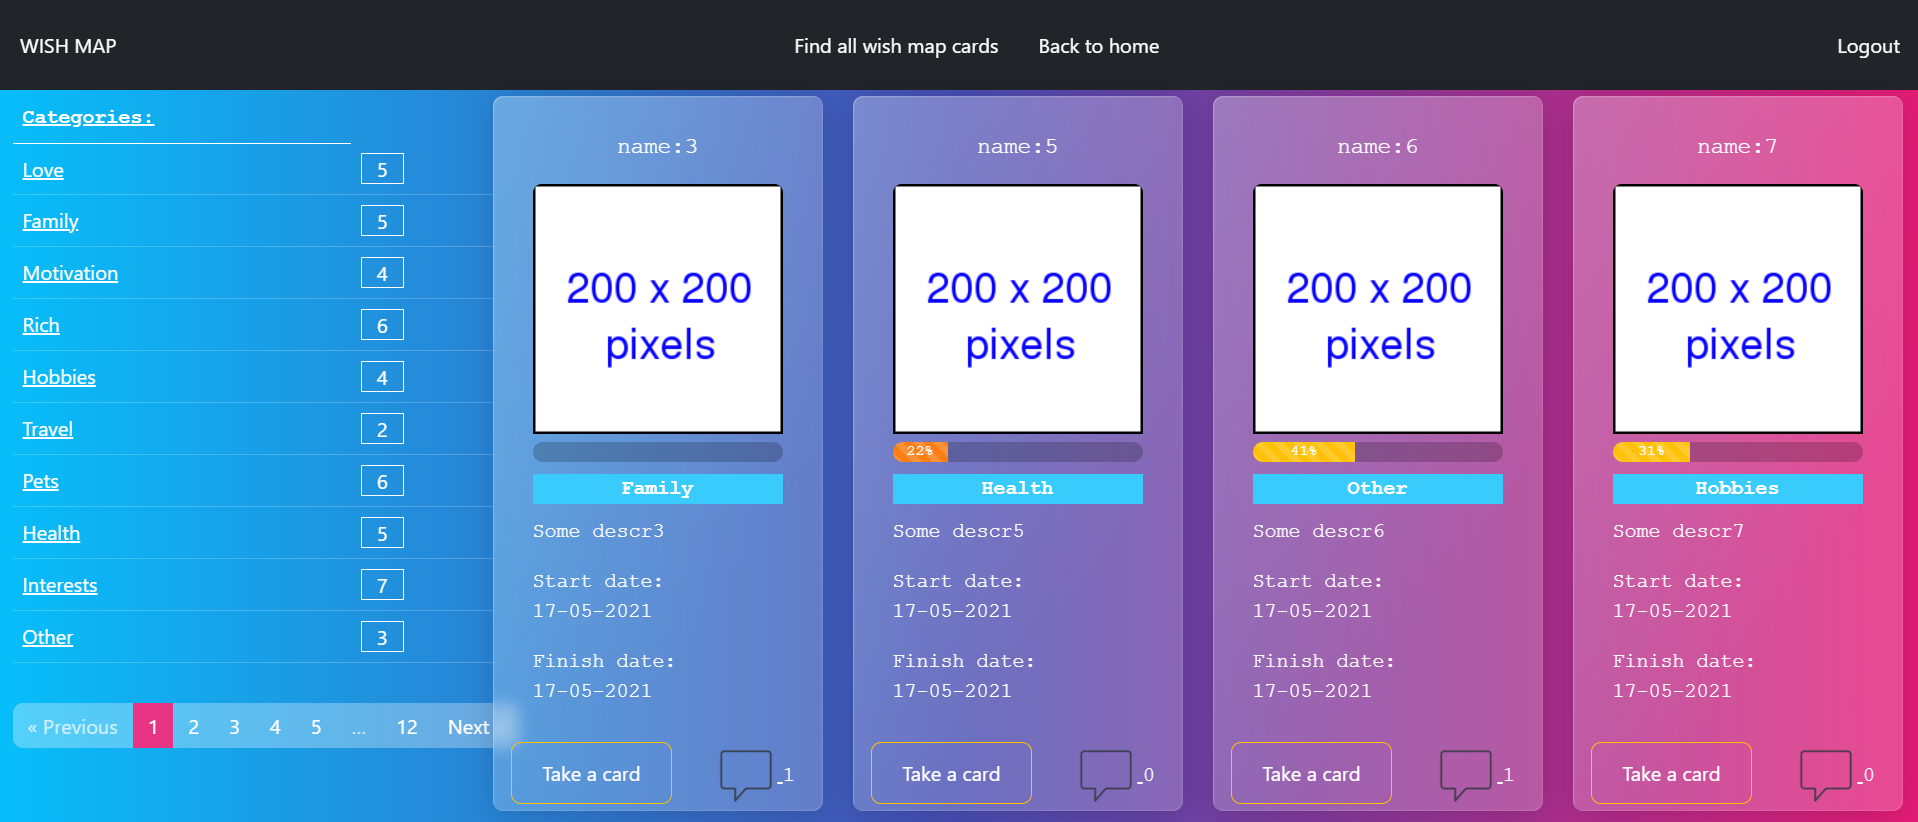 WISH MAP
Find all wish map cards
Back to home
Logout
Categories:
Love 5
Family 5
Motivation 4
Rich 6
Hobbies 4
Travel 2
Pets 6
Health 5
Interests 7
Other 3
« Previous 1 2 3 4 5 ... 12 Next
name:3
200 x 200
pixels
Family
Some descr3
Start date:
17-05-2021
Finish date:
17-05-2021
Take a card
1
name:5
200 x 200
pixels
22%
Health
Some descr5
Start date:
17-05-2021
Finish date:
17-05-2021
Take a card
0
name:6
200 x 200
pixels
41%
Other
Some descr6
Start date:
17-05-2021
Finish date:
17-05-2021
Take a card
1
name:7
200 x 200
pixels
31%
Hobbies
Some descr7
Start date:
17-05-2021
Finish date:
17-05-2021
Take a card
0